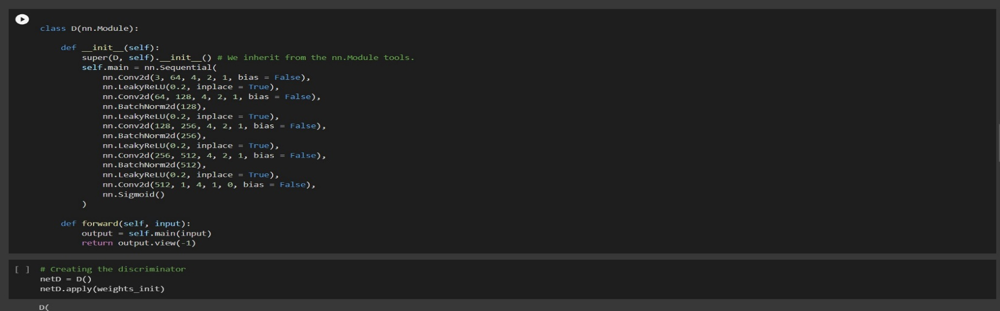 class D(nn.Module):
def __init__(self):
super(D, self).__init__() # We inherit from the nn.Module tools.
self.main = nn.Sequential(
nn.Conv2d(3, 64, 4, 2, 1, bias = False),
nn.LeakyReLU(0.2, inplace = True),
nn.Conv2d(64, 128, 4, 2, 1, bias = False),
nn.BatchNorm2d(128),
nn.LeakyReLU(0.2, inplace = True),
nn.Conv2d(128, 256, 4, 2, 1, bias = False),
nn.BatchNorm2d(256),
nn.LeakyReLU(0.2, inplace = True),
nn.Conv2d(256, 512, 4, 2, 1, bias = False),
nn.BatchNorm2d(512),
nn.LeakyReLU(0.2, inplace = True),
nn.Conv2d(512, 1, 4, 1, 0, bias = False),
nn.Sigmoid()
)
def forward(self, input):
output = self.main(input)
return output.view(-1)
[ ] # Creating the discriminator
netD = D()
netD.apply(weights_init)
D(